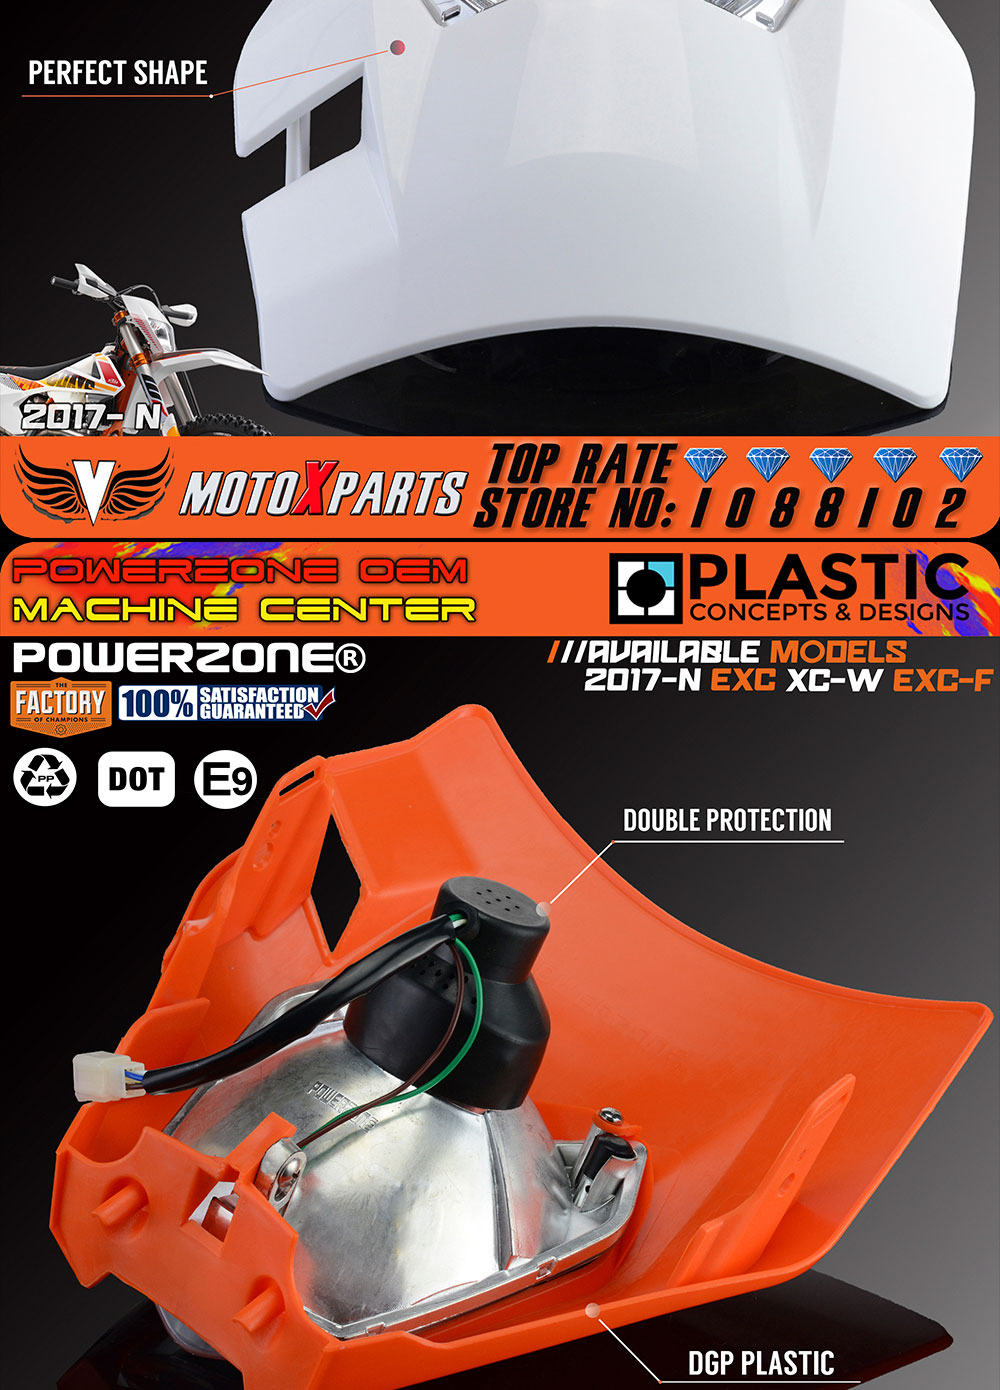 PERFECT SHAPE
2017- N
V MOTOXPARTS
TOP RATE
STORE NO: 1088102
POWERZONE OEM
MACHINE CENTER
PLASTIC
CONCEPTS & DESIGNS
POWERZONE®
///AVAILABLE MODELS
2017-N EXC XC-W EXC-F
THE
FACTORY
OF CHAMPIONS
100% SATISFACTION
GUARANTEED
PP
DOT
E9
DOUBLE PROTECTION
POWERZONE
DGP PLASTIC